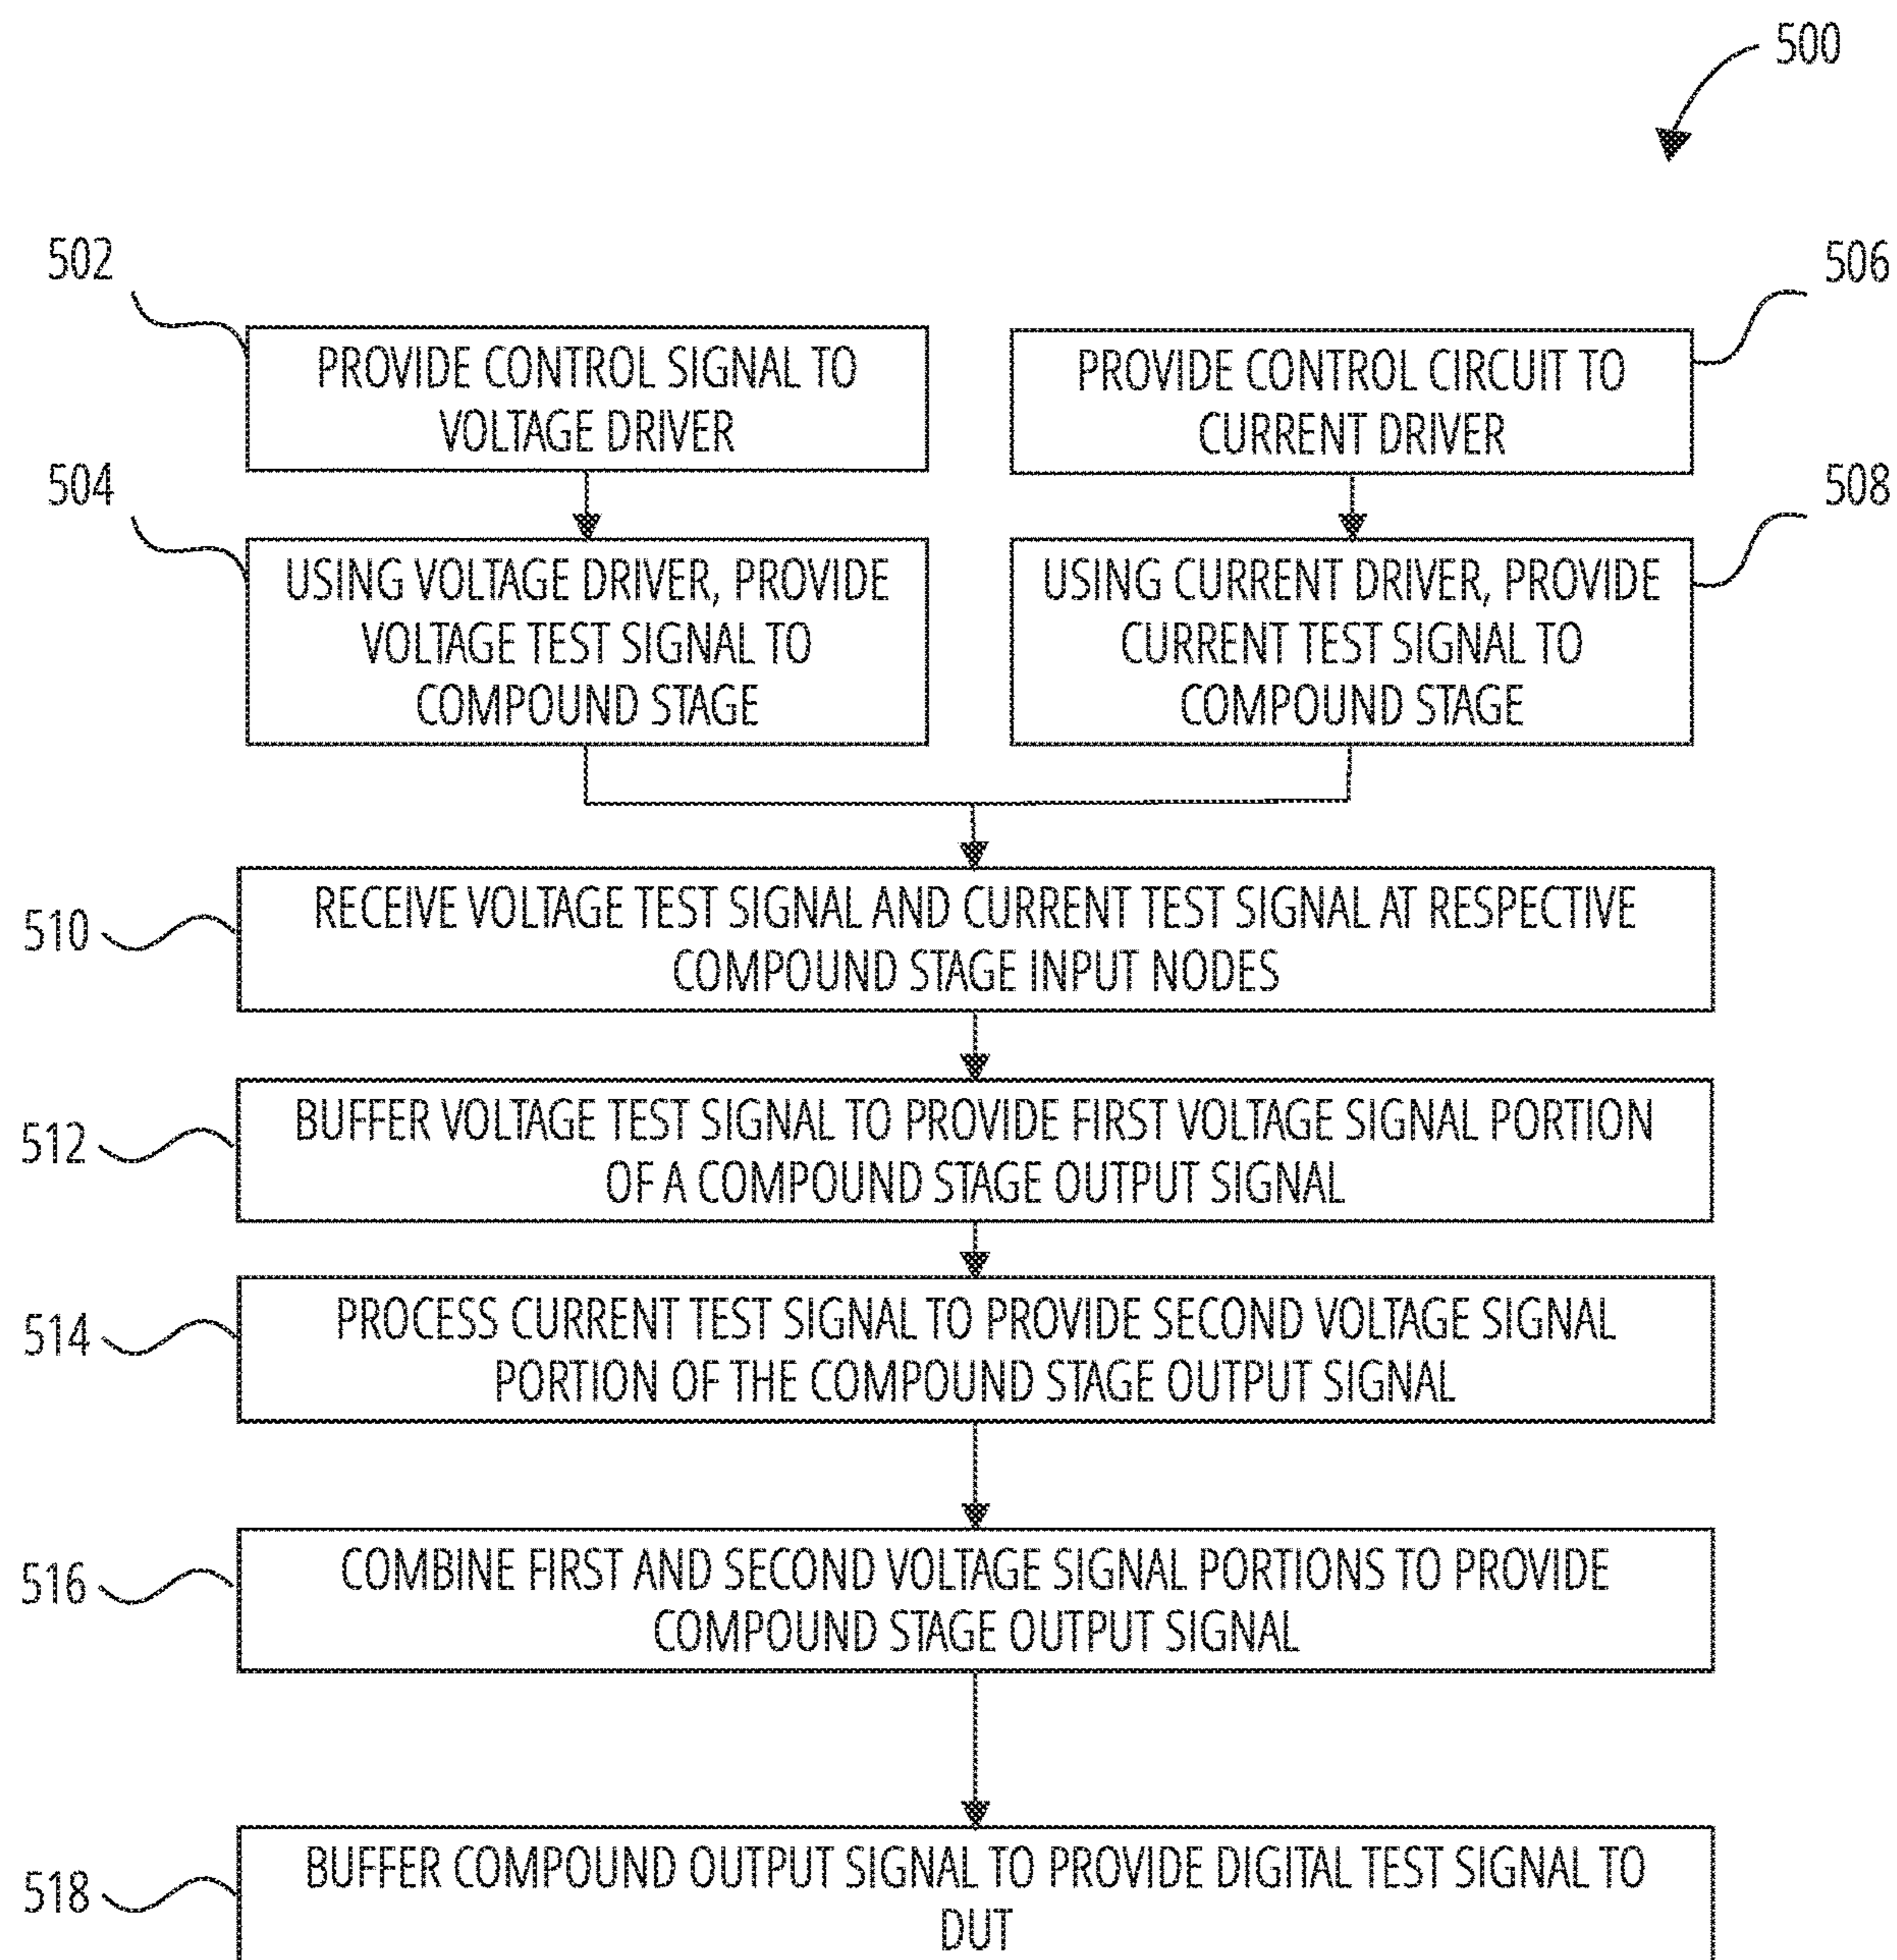 500
502
506
PROVIDE CONTROL SIGNAL TO
VOLTAGE DRIVER
PROVIDE CONTROL CIRCUIT TO
CURRENT DRIVER
504
508
USING VOLTAGE DRIVER, PROVIDE
VOLTAGE TEST SIGNAL TO
COMPOUND STAGE
USING CURRENT DRIVER, PROVIDE
CURRENT TEST SIGNAL TO
COMPOUND STAGE
510
RECEIVE VOLTAGE TEST SIGNAL AND CURRENT TEST SIGNAL AT RESPECTIVE
COMPOUND STAGE INPUT NODES
512
BUFFER VOLTAGE TEST SIGNAL TO PROVIDE FIRST VOLTAGE SIGNAL PORTION
OF A COMPOUND STAGE OUTPUT SIGNAL
514
PROCESS CURRENT TEST SIGNAL TO PROVIDE SECOND VOLTAGE SIGNAL
PORTION OF THE COMPOUND STAGE OUTPUT SIGNAL
516
COMBINE FIRST AND SECOND VOLTAGE SIGNAL PORTIONS TO PROVIDE
COMPOUND STAGE OUTPUT SIGNAL
518
BUFFER COMPOUND OUTPUT SIGNAL TO PROVIDE DIGITAL TEST SIGNAL TO
DUT